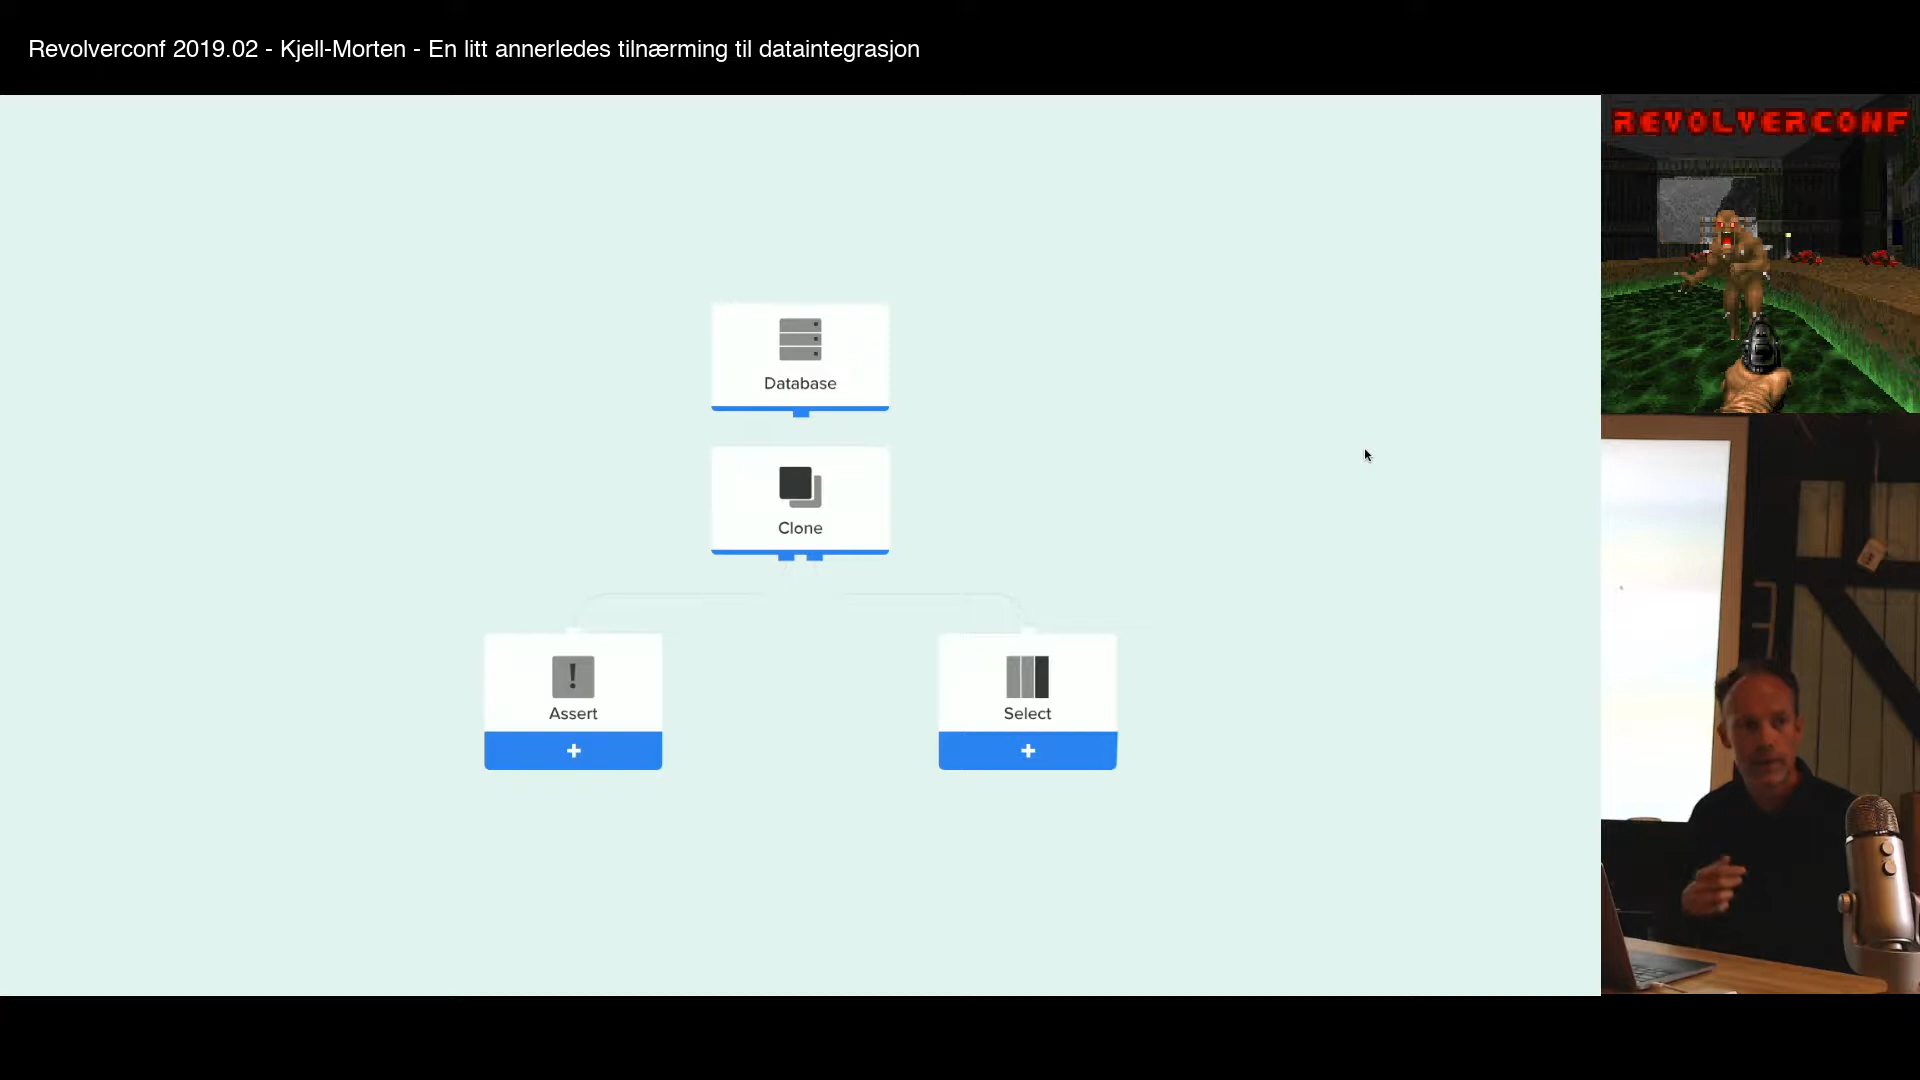 Revolverconf 2019.02 - Kjell-Morten - En litt annerledes tilnærming til dataintegrasjon
REVOLVERCONF
Database
Clone
!
Assert
Select
+
+